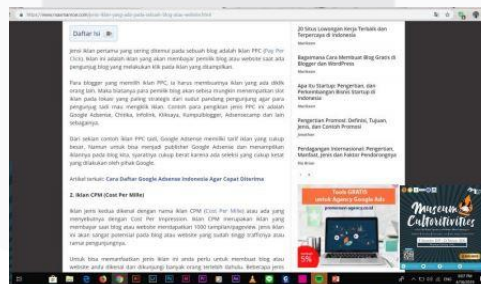 Daftar Isi
Jenis iklan pertama yang sering ditemui pada sebuah blog adalah iklan PPC (Pay Per
Click). Iklan ini adalah iklan yang akan membayar pemilik blog atau website saat ada
pengunjung blog yang melakukan klik pada iklan yang ditampilkan.
Para blogger yang memilih iklan PPC, ia harus membuatnya iklan yang ada diklik
orang lain. Maka biasanya para pemilik blog akan sebisa mungkin menempatkan slot
iklan pada lokasi yang paling strategis dari sudut pandang pengunjung agar para
pengunjung tadi mau mengklik iklan. Contoh para pengiklan jenis PPC ini adalah
Google Adsense, Chitika, Infolink, Kliksaya, Kumpulblogger, Adsensecamp dan lain
sebagainya.
Dari sekian contoh iklan PPC tadi, Google Adsense memiliki tarif iklan yang cukup
besar. Namun untuk bisa menjadi publisher Google Adsense dan menampilkan
iklannya pada blog kita, syaratnya cukup berat karena ada seleksi yang cukup ketat
yang dilakukan oleh pihak Google.
Artikel terkait: Cara Daftar Google Adsense Indonesia Agar Cepat Diterima
2. Iklan CPM (Cost Per Mille)
Iklan jenis kedua dikenal dengan nama iklan CPM (Cost Per Mille) atau ada yang
menyebutnya dengan Cost Per Impression. Iklan CPM merupakan iklan yang
membayar saat blog atau website mendapatkan 1000 tampilan/pageview. Jenis iklan
ini akan sangat potensial pada blog atau website yang sudah tinggi traffiknya atau
ramai pengunjungnya.
Untuk bisa memanfaatkan jenis iklan ini anda perlu untuk membuat blog atau
website anda dikenal dan dikunjungi banyak orang terlebih dahulu. Beberapa jenis
20 Situs Lowongan Kerja Terbaik dan
Terpercaya di Indonesia
Bagaimana Cara Membuat Blog Gratis di
Blogger dan WordPress
Apa Itu Startup: Pengertian, dan
Perkembangan Bisnis Startup di
Indonesia
Pengertian Promosi: Definisi, Tujuan,
Jenis, dan Contoh Promosi
Perdagangan Internasional: Pengertian,
Manfaat, Jenis dan Faktor Pendorongnya
Tools GRATIS
untuk Agency Google Ads
5%
Museum